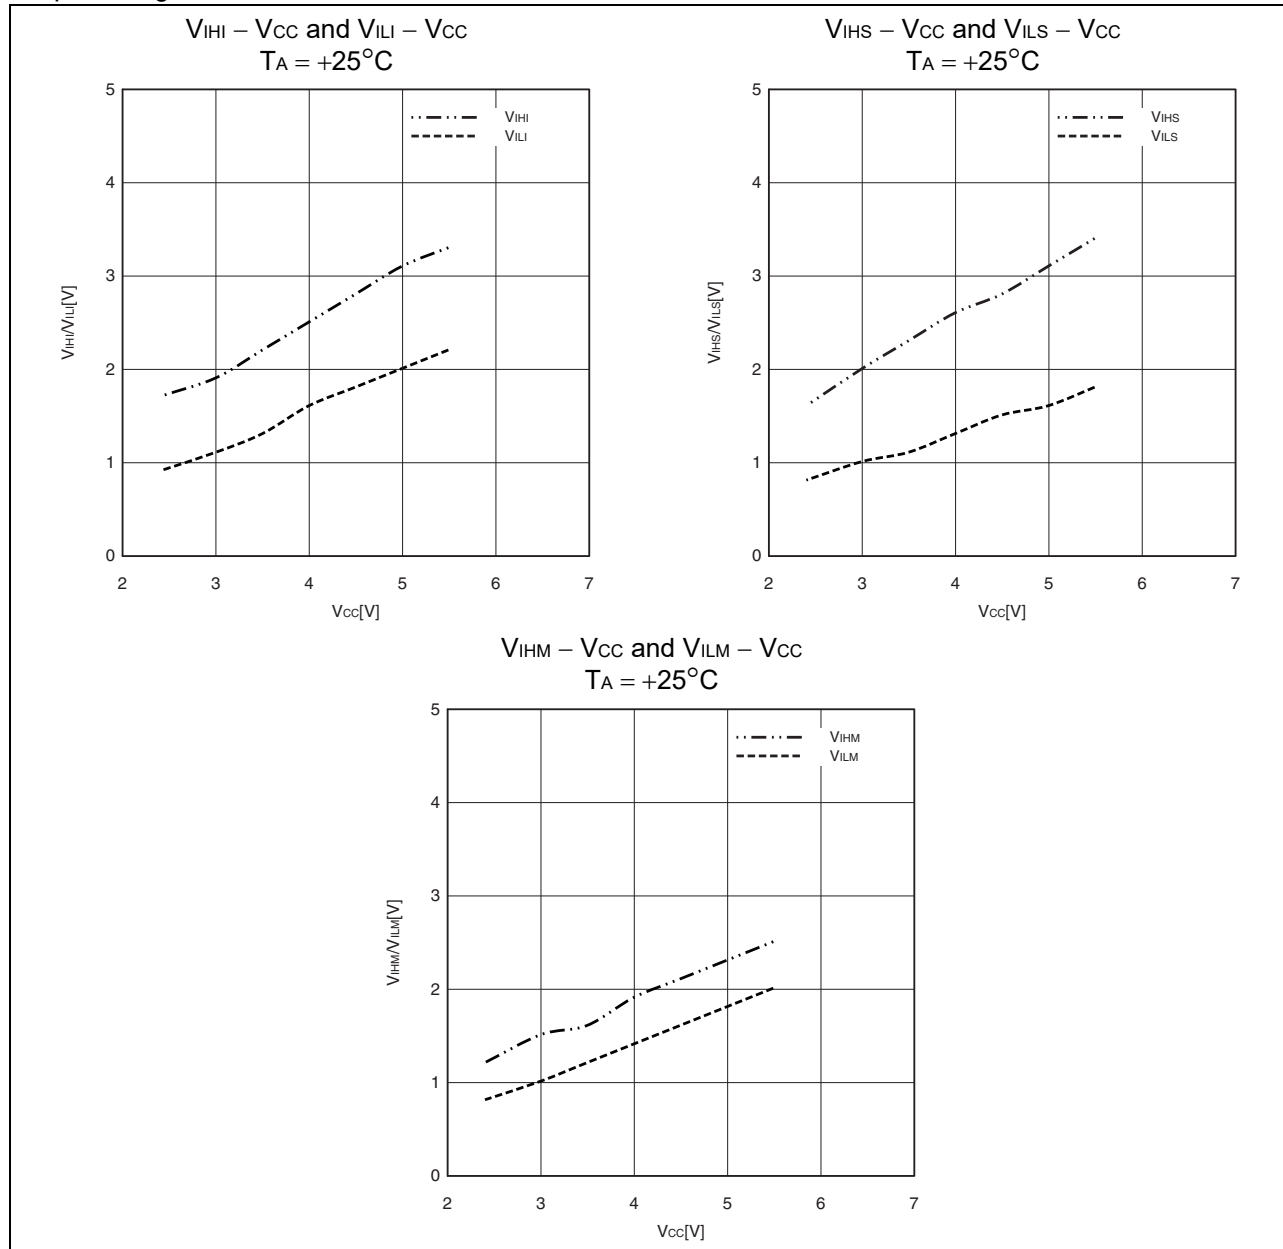 VIHI – VCC and VILI – VCC
TA = +25°C
5
4
3
2
1
0
2 3 4 5 6 7
VIHI/VILI[V]
VCC[V]
VIHI
VILI
VIHS – VCC and VILS – VCC
TA = +25°C
5
4
3
2
1
0
2 3 4 5 6 7
VIHS/VILS[V]
VCC[V]
VIHS
VILS
VIHM – VCC and VILM – VCC
TA = +25°C
5
4
3
2
1
0
2 3 4 5 6 7
VIHM/VILM[V]
VCC[V]
VIHM
VILM